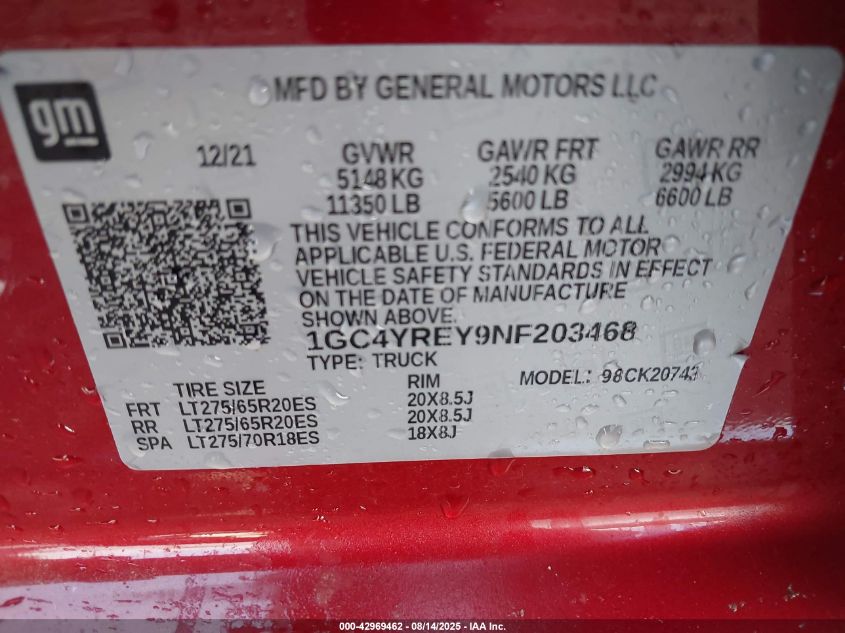 gm
MFD BY GENERAL MOTORS LLC
12/21 GVWR GAWR FRT GAWR RR
5148 KG 2540 KG 2994 KG
11350 LB 5600 LB 6600 LB
THIS VEHICLE CONFORMS TO ALL
APPLICABLE U.S. FEDERAL MOTOR
VEHICLE SAFETY STANDARDS IN EFFECT
ON THE DATE OF MANUFACTURE
SHOWN ABOVE.
1GC4YREY9NF203468
TYPE: TRUCK
TIRE SIZE RIM MODEL: 98CK20743
FRT LT275/65R20ES 20X8.5J
RR LT275/65R20ES 20X8.5J
SPA LT275/70R18ES 18X8J
000-42969462 - 08/14/2025 - IAA Inc.